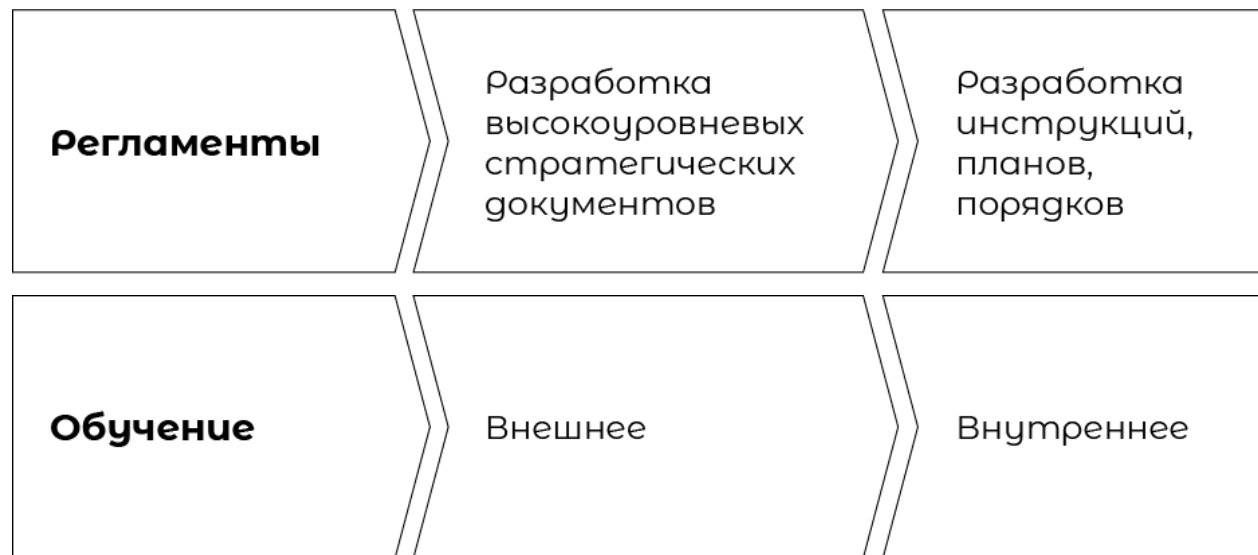 Регламенты
Разработка
высокоуровневых
стратегических
документов
Разработка
инструкций,
планов,
порядков
Обучение
Внешнее
Внутреннее